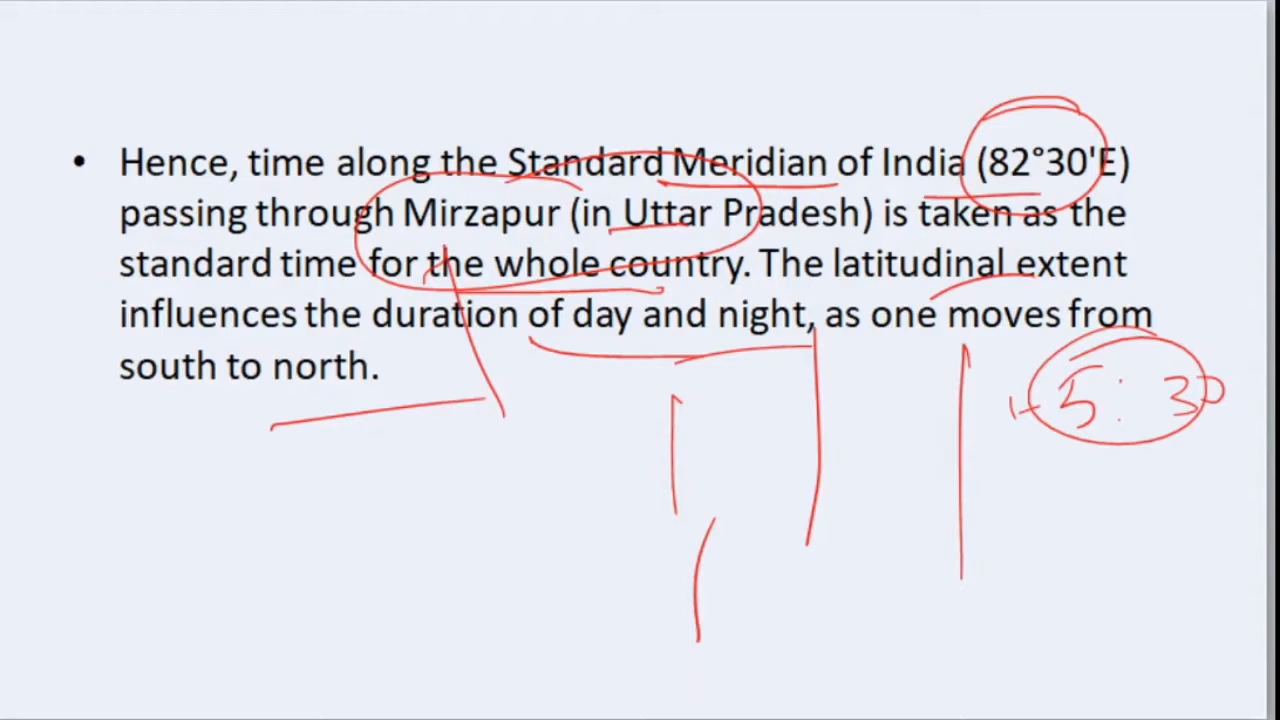 • Hence, time along the Standard Meridian of India (82°30'E)
passing through Mirzapur (in Uttar Pradesh) is taken as the
standard time for the whole country. The latitudinal extent
influences the duration of day and night, as one moves from
south to north.
5:30